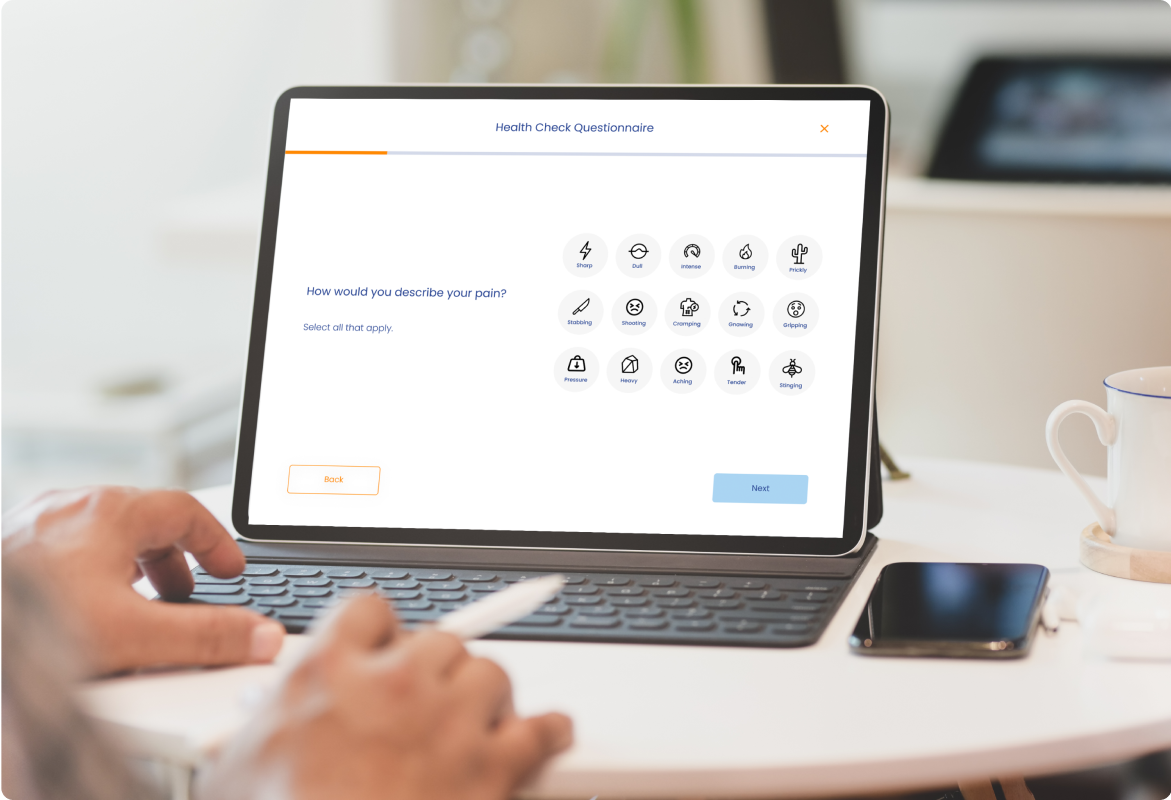 Health Check Questionnaire
How would you describe your pain?
Select all that apply.
Sharp
Dull
Intense
Burning
Prickly
Stabbing
Shooting
Cramping
Gnawing
Gripping
Pressure
Heavy
Aching
Tender
Stinging
Back
Next